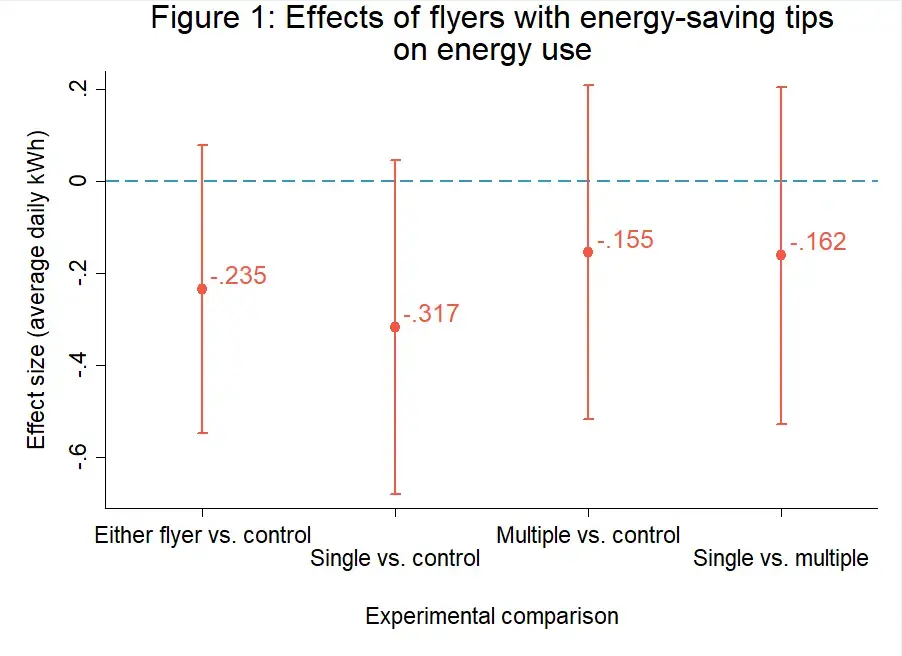 Figure 1: Effects of flyers with energy-saving tips
on energy use
Effect size (average daily kWh)
.2
0
-.2
-.4
-.6
-.235
-.317
-.155
-.162
Either flyer vs. control
Single vs. control
Multiple vs. control
Single vs. multiple
Experimental comparison